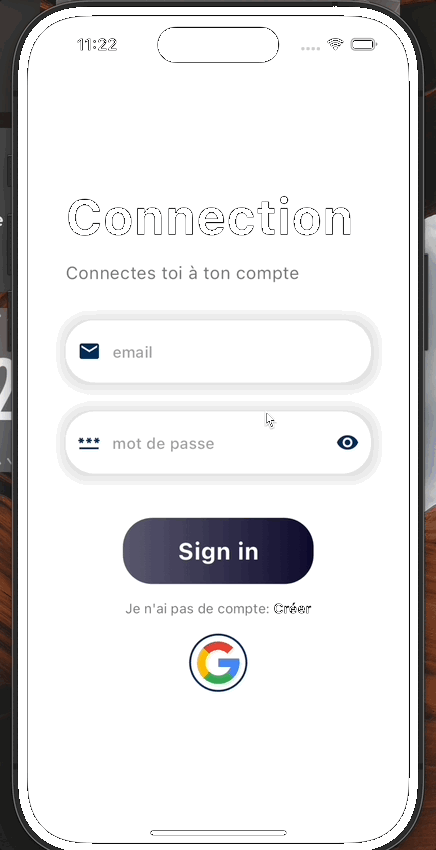 11:22
Connection
Connectes toi à ton compte
email
mot de passe
Sign in
Je n'ai pas de compte: Créer